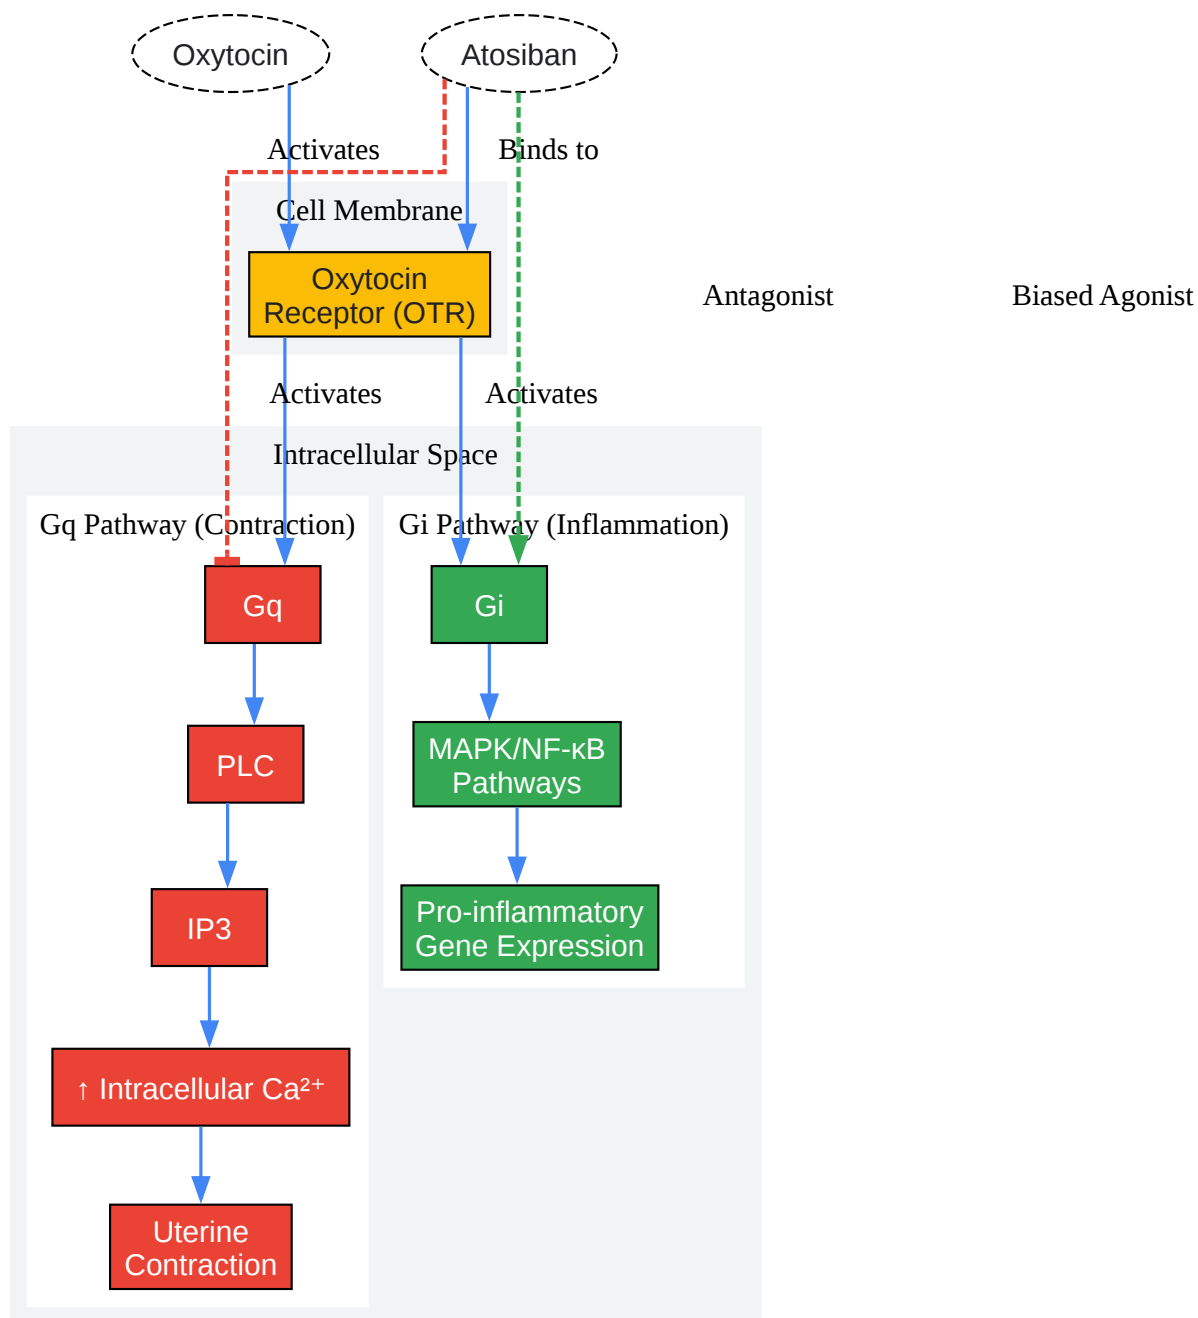 Oxytocin
Atosiban
Activates
Binds to
Cell Membrane
Oxytocin
Receptor (OTR)
Antagonist
Biased Agonist
Activates
Activates
Intracellular Space
Gq Pathway (Contraction)
Gi Pathway (Inflammation)
Gq
Gi
PLC
MAPK/NF-κB
Pathways
IP3
Pro-inflammatory
Gene Expression
↑ Intracellular Ca²⁺
Uterine
Contraction